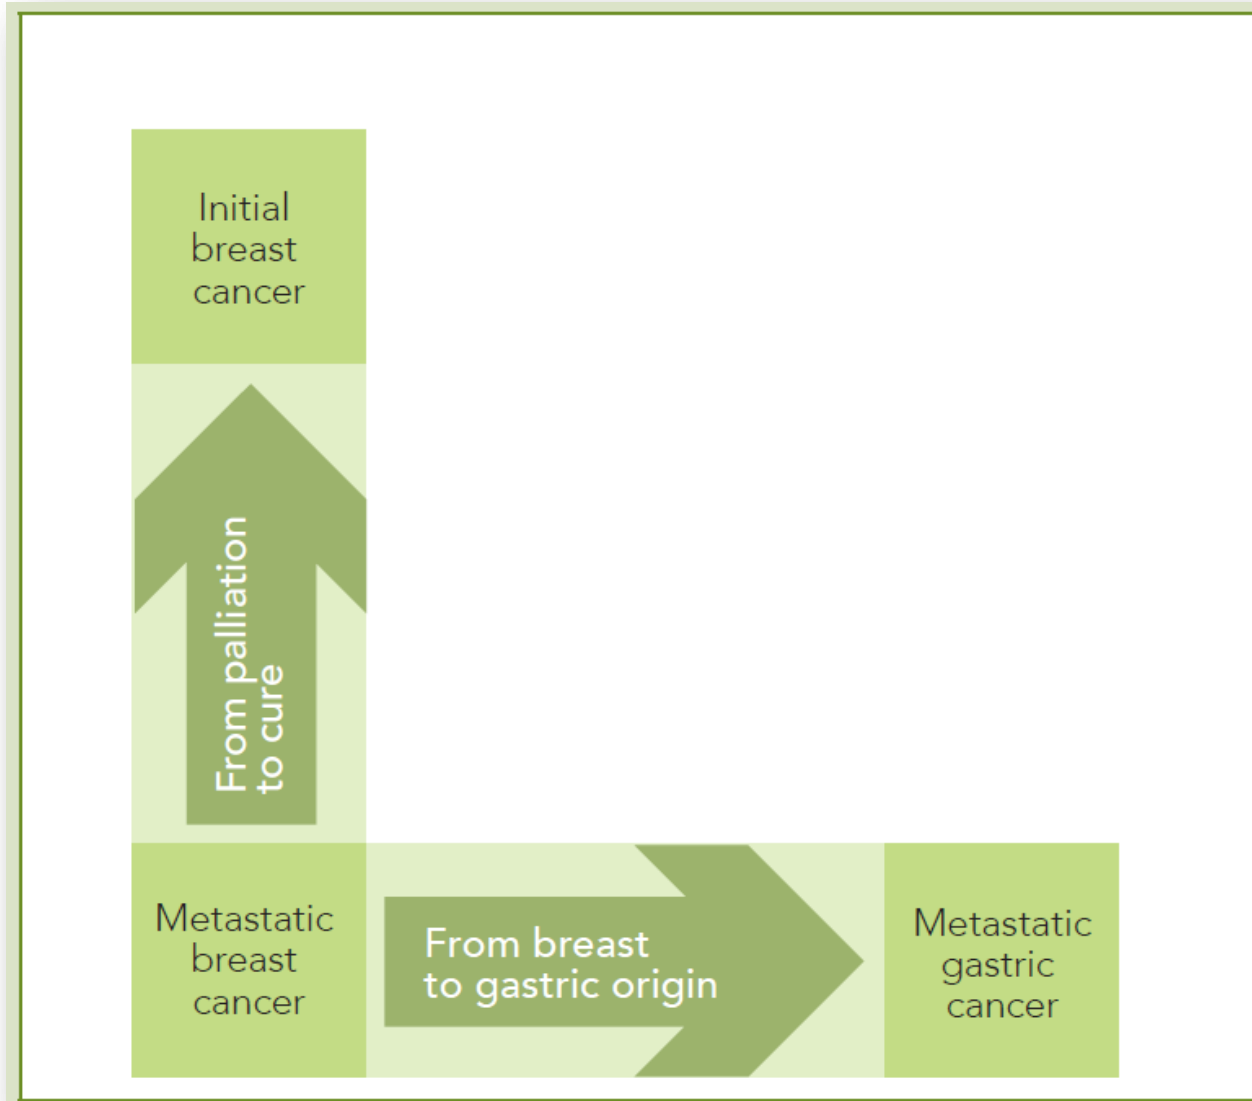 Initial
breast
cancer
From palliation
to cure
Metastatic
breast
cancer
From breast
to gastric origin
Metastatic
gastric
cancer